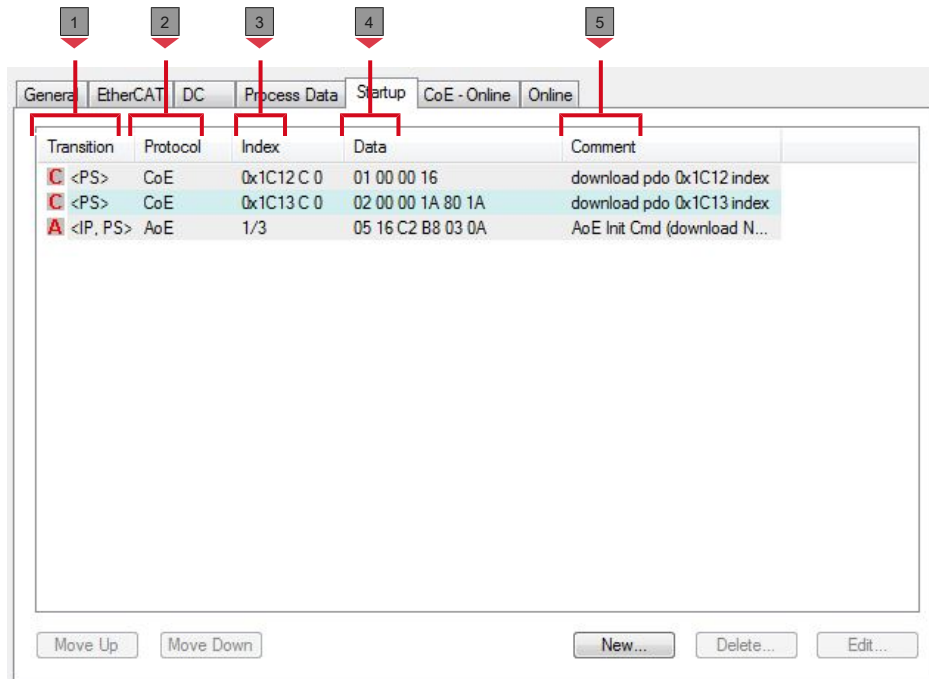 1 2 3 4 5
General EtherCAT DC Process Data Startup CoE - Online Online
Transition Protocol Index Data Comment
C <PS> CoE 0x1C12 C 0 01 00 00 16 download pdo 0x1C12 index
C <PS> CoE 0x1C13 C 0 02 00 00 1A 80 1A download pdo 0x1C13 index
A <IP, PS> AoE 1/3 05 16 C2 B8 03 0A AoE Init Cmd (download N...
Move Up Move Down New... Delete... Edit...